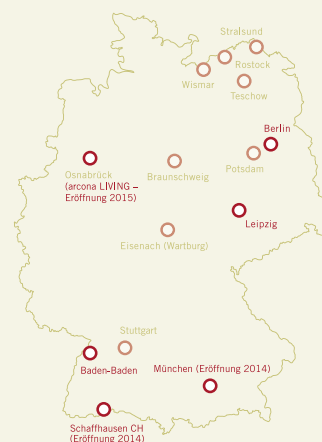 Stralsund
Rostock
Wismar
Teschow
Berlin
Osnabrück
(arcona LIVING –
Eröffnung 2015)
Braunschweig
Potsdam
Leipzig
Eisenach (Wartburg)
Stuttgart
Baden-Baden
München (Eröffnung 2014)
Schaffhausen CH
(Eröffnung 2014)